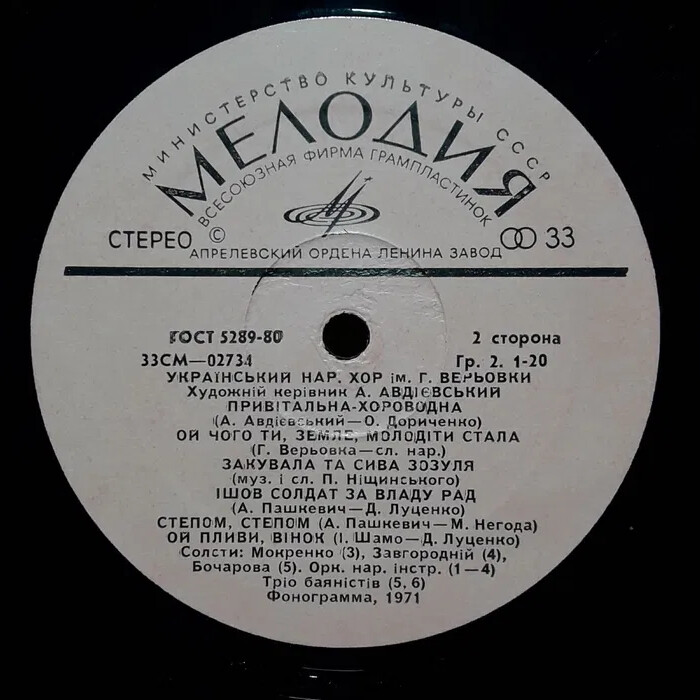 МИНИСТЕРСТВО КУЛЬТУРЫ СССР
МЕЛОДИЯ
ВСЕСОЮЗНАЯ ФИРМА ГРАМПЛАСТИНОК
СТЕРЕО © 33
АПРЕЛЕВСКИЙ ОРДЕНА ЛЕНИНА ЗАВОД
ГОСТ 5289-80 2 сторона
33СМ—02734 Гр. 2. 1-20
УКРАЇНСЬКИЙ НАР. ХОР ім. Г. ВЕРЬОВКИ
Художній керівник А. АВДІЄВСЬКИЙ
ПРИВІТАЛЬНА-ХОРОВОДНА
(А. Авдієвський—О. Дориченко)
ОЙ ЧОГО ТИ, ЗЕМЛЕ, МОЛОДІТИ СТАЛА
(Г. Верьовка—сл. нар.)
ЗАКУВАЛА ТА СИВА ЗОЗУЛЯ
(муз. і сл. П. Ніщинського)
ІШОВ СОЛДАТ ЗА ВЛАДУ РАД
(А. Пашкевич—Д. Луценко)
СТЕПОМ, СТЕПОМ (А. Пашкевич—М. Негода)
ОЙ ПЛИВИ, ВІНОК (І. Шамо—Д. Луценко)
Солсти: Мокренко (3), Завгородній (4),
Бочарова (5). Орк. нар. інстр. (1—4)
Тріо баяністів (5, 6)
Фонограмма, 1971